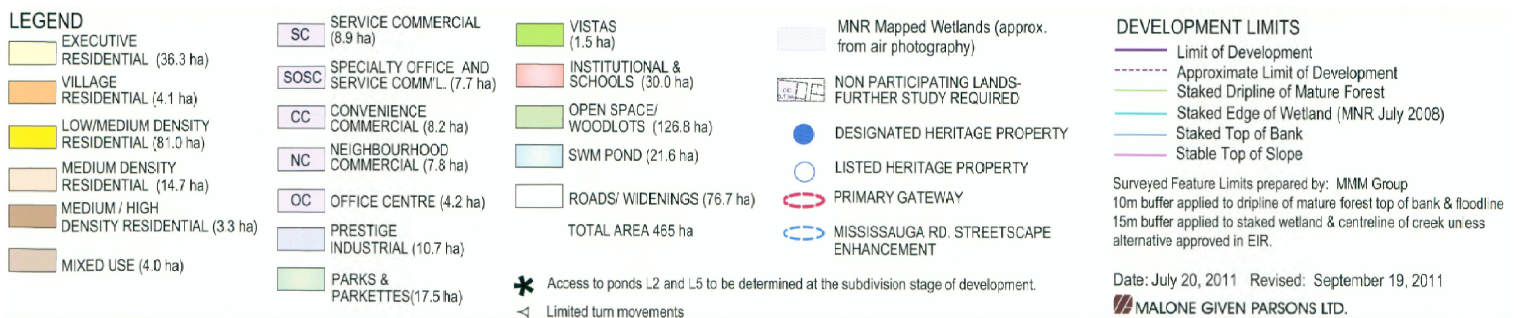 LEGEND
EXECUTIVE
RESIDENTIAL (36.3 ha)
VILLAGE
RESIDENTIAL (4.1 ha)
LOW/MEDIUM DENSITY
RESIDENTIAL (81.0 ha)
MEDIUM DENSITY
RESIDENTIAL (14.7 ha)
MEDIUM / HIGH
DENSITY RESIDENTIAL (3.3 ha)
MIXED USE (4.0 ha)
SC
SERVICE COMMERCIAL
(8.9 ha)
SOSC
SPECIALTY OFFICE AND
SERVICE COMM'L. (7.7 ha)
CC
CONVENIENCE
COMMERCIAL (8.2 ha)
NC
NEIGHBOURHOOD
COMMERCIAL (7.8 ha)
OC
OFFICE CENTRE (4.2 ha)
PRESTIGE
INDUSTRIAL (10.7 ha)
PARKS &
PARKETTES(17.5 ha)
VISTAS
(1.5 ha)
INSTITUTIONAL &
SCHOOLS (30.0 ha)
OPEN SPACE/
WOODLOTS (126.8 ha)
SWM POND (21.6 ha)
ROADS/ WIDENINGS (76.7 ha)
TOTAL AREA 465 ha
Access to ponds L2 and L5 to be determined at the subdivision stage of development.
Limited turn movements
MNR Mapped Wetlands (approx.
from air photography)
NON PARTICIPATING LANDS-
FURTHER STUDY REQUIRED
DESIGNATED HERITAGE PROPERTY
LISTED HERITAGE PROPERTY
PRIMARY GATEWAY
MISSISSAUGA RD. STREETSCAPE
ENHANCEMENT
DEVELOPMENT LIMITS
Limit of Development
Approximate Limit of Development
Staked Dripline of Mature Forest
Staked Edge of Wetland (MNR July 2008)
Staked Top of Bank
Stable Top of Slope
Surveyed Feature Limits prepared by: MMM Group
10m buffer applied to dripline of mature forest top of bank & floodline
15m buffer applied to staked wetland & centreline of creek unless
alternative approved in EIR.
Date: July 20, 2011 Revised: September 19, 2011
MALONE GIVEN PARSONS LTD.